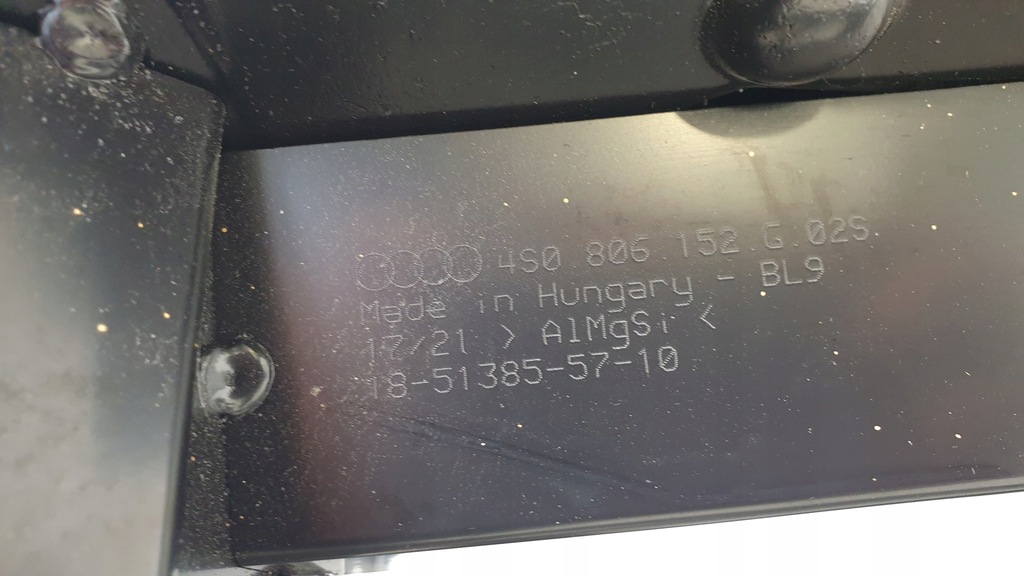 4S0 806 152 G 02S
Made in Hungary - BL9
17/21 > AlMgSi <
18-51385-57-10